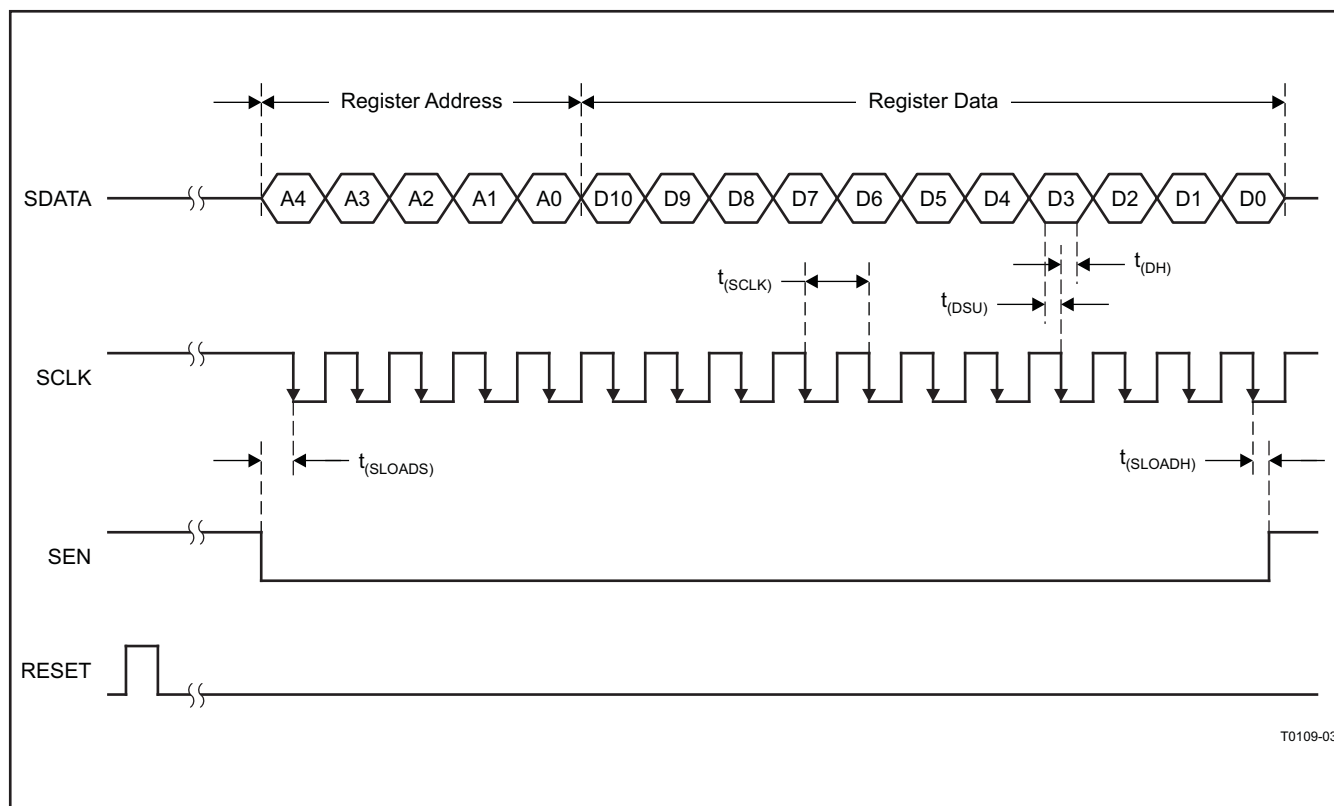 Register Address
Register Data
SDATA
A4 A3 A2 A1 A0 D10 D9 D8 D7 D6 D5 D4 D3 D2 D1 D0
t(SCLK)
t(DH)
t(DSU)
SCLK
t(SLOADS)
t(SLOADH)
SEN
RESET
T0109-03